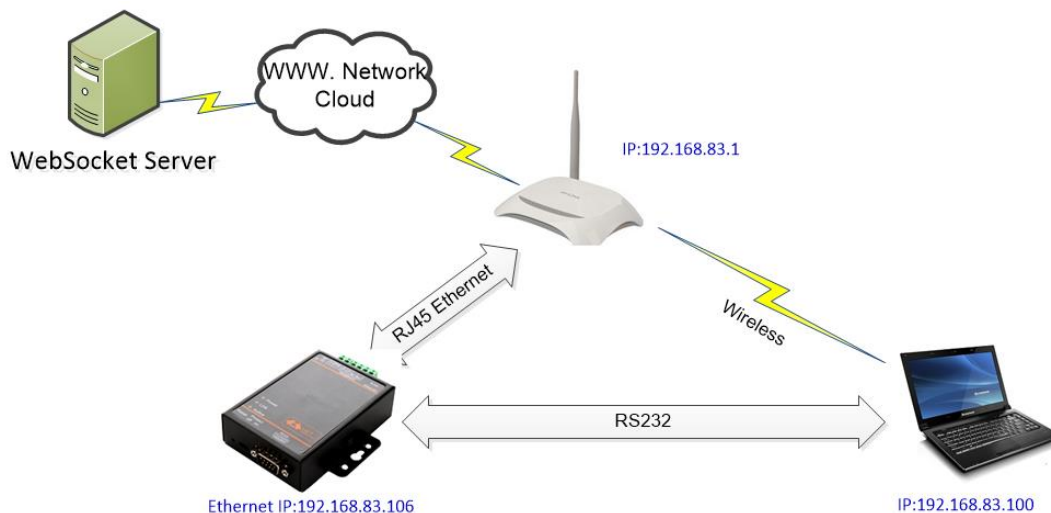 WWW. Network
Cloud
WebSocket Server
IP:192.168.83.1
RJ45 Ethernet
Wireless
RS232
Ethernet IP:192.168.83.106
IP:192.168.83.100